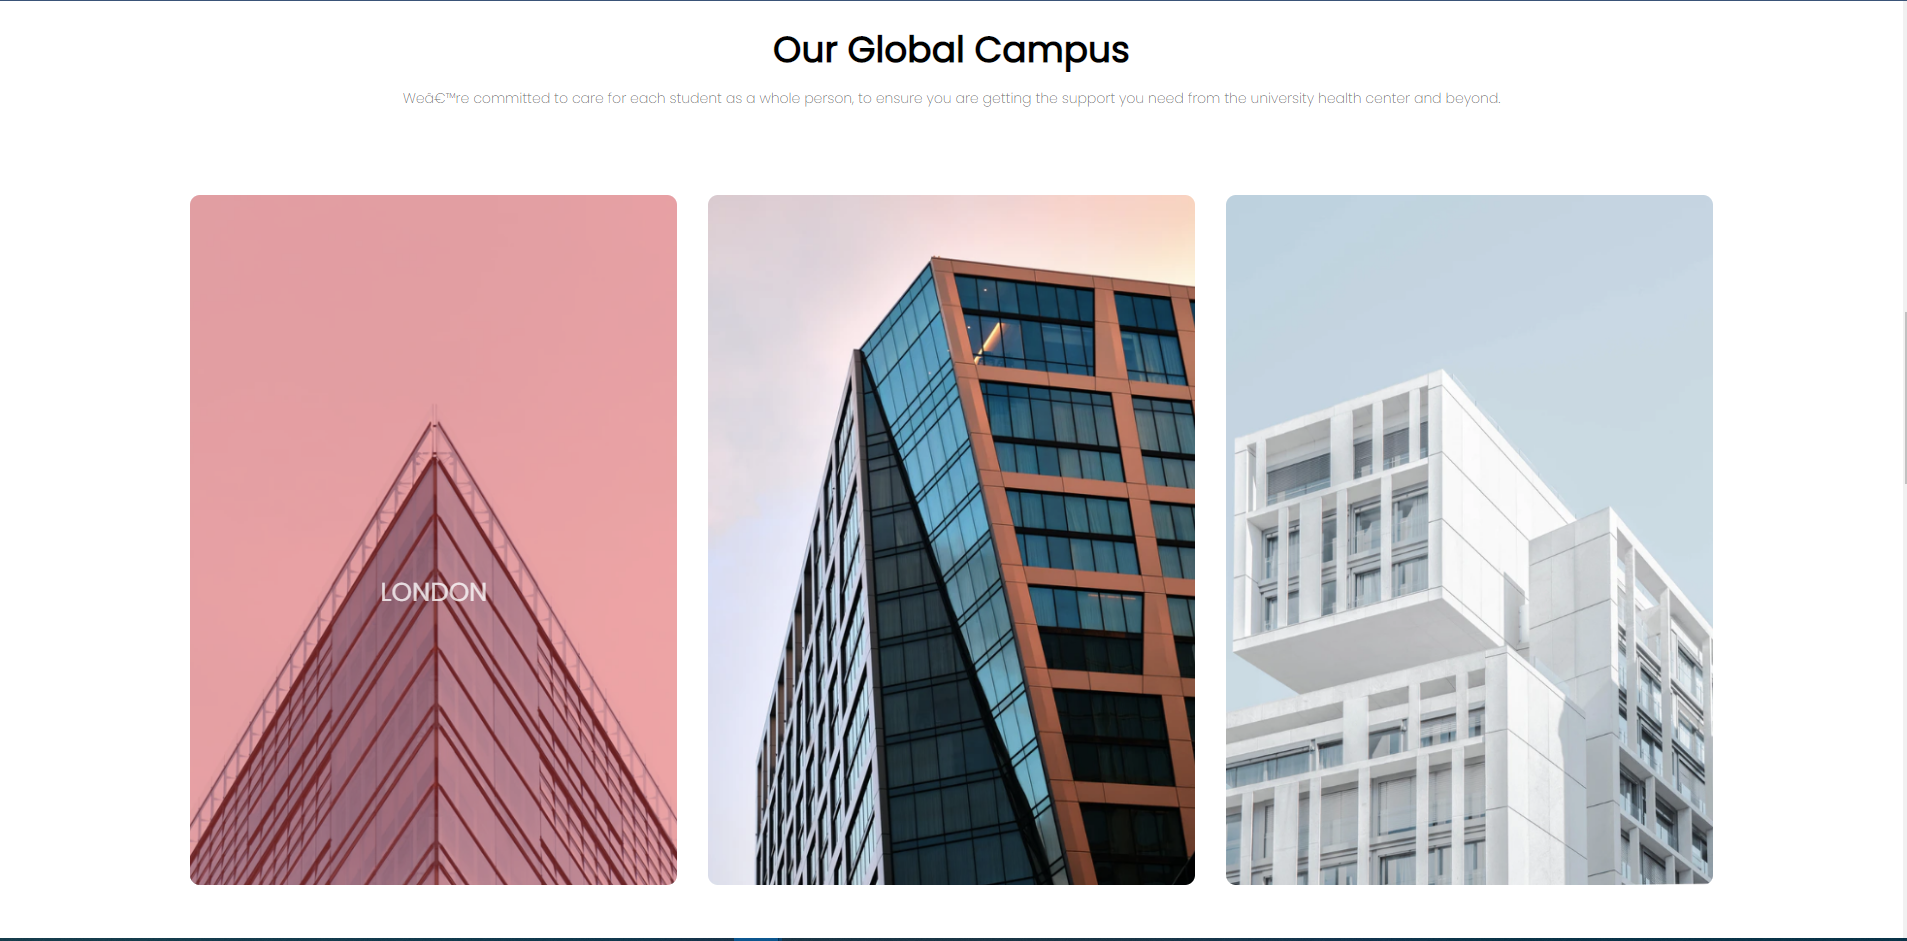 Our Global Campus
Weâ€™re committed to care for each student as a whole person, to ensure you are getting the support you need from the university health center and beyond.
LONDON